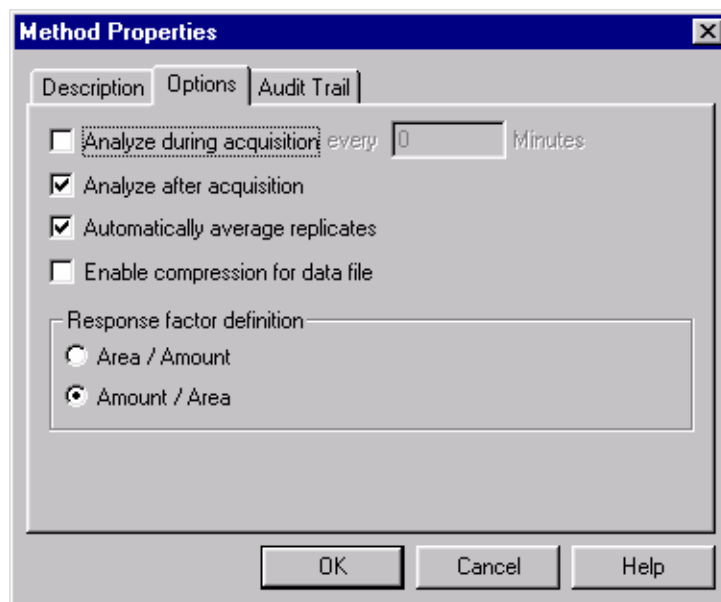 Method Properties
Description Options Audit Trail
Analyze during acquisition every 0 Minutes
Analyze after acquisition
Automatically average replicates
Enable compression for data file
Response factor definition
Area / Amount
Amount / Area
OK Cancel Help